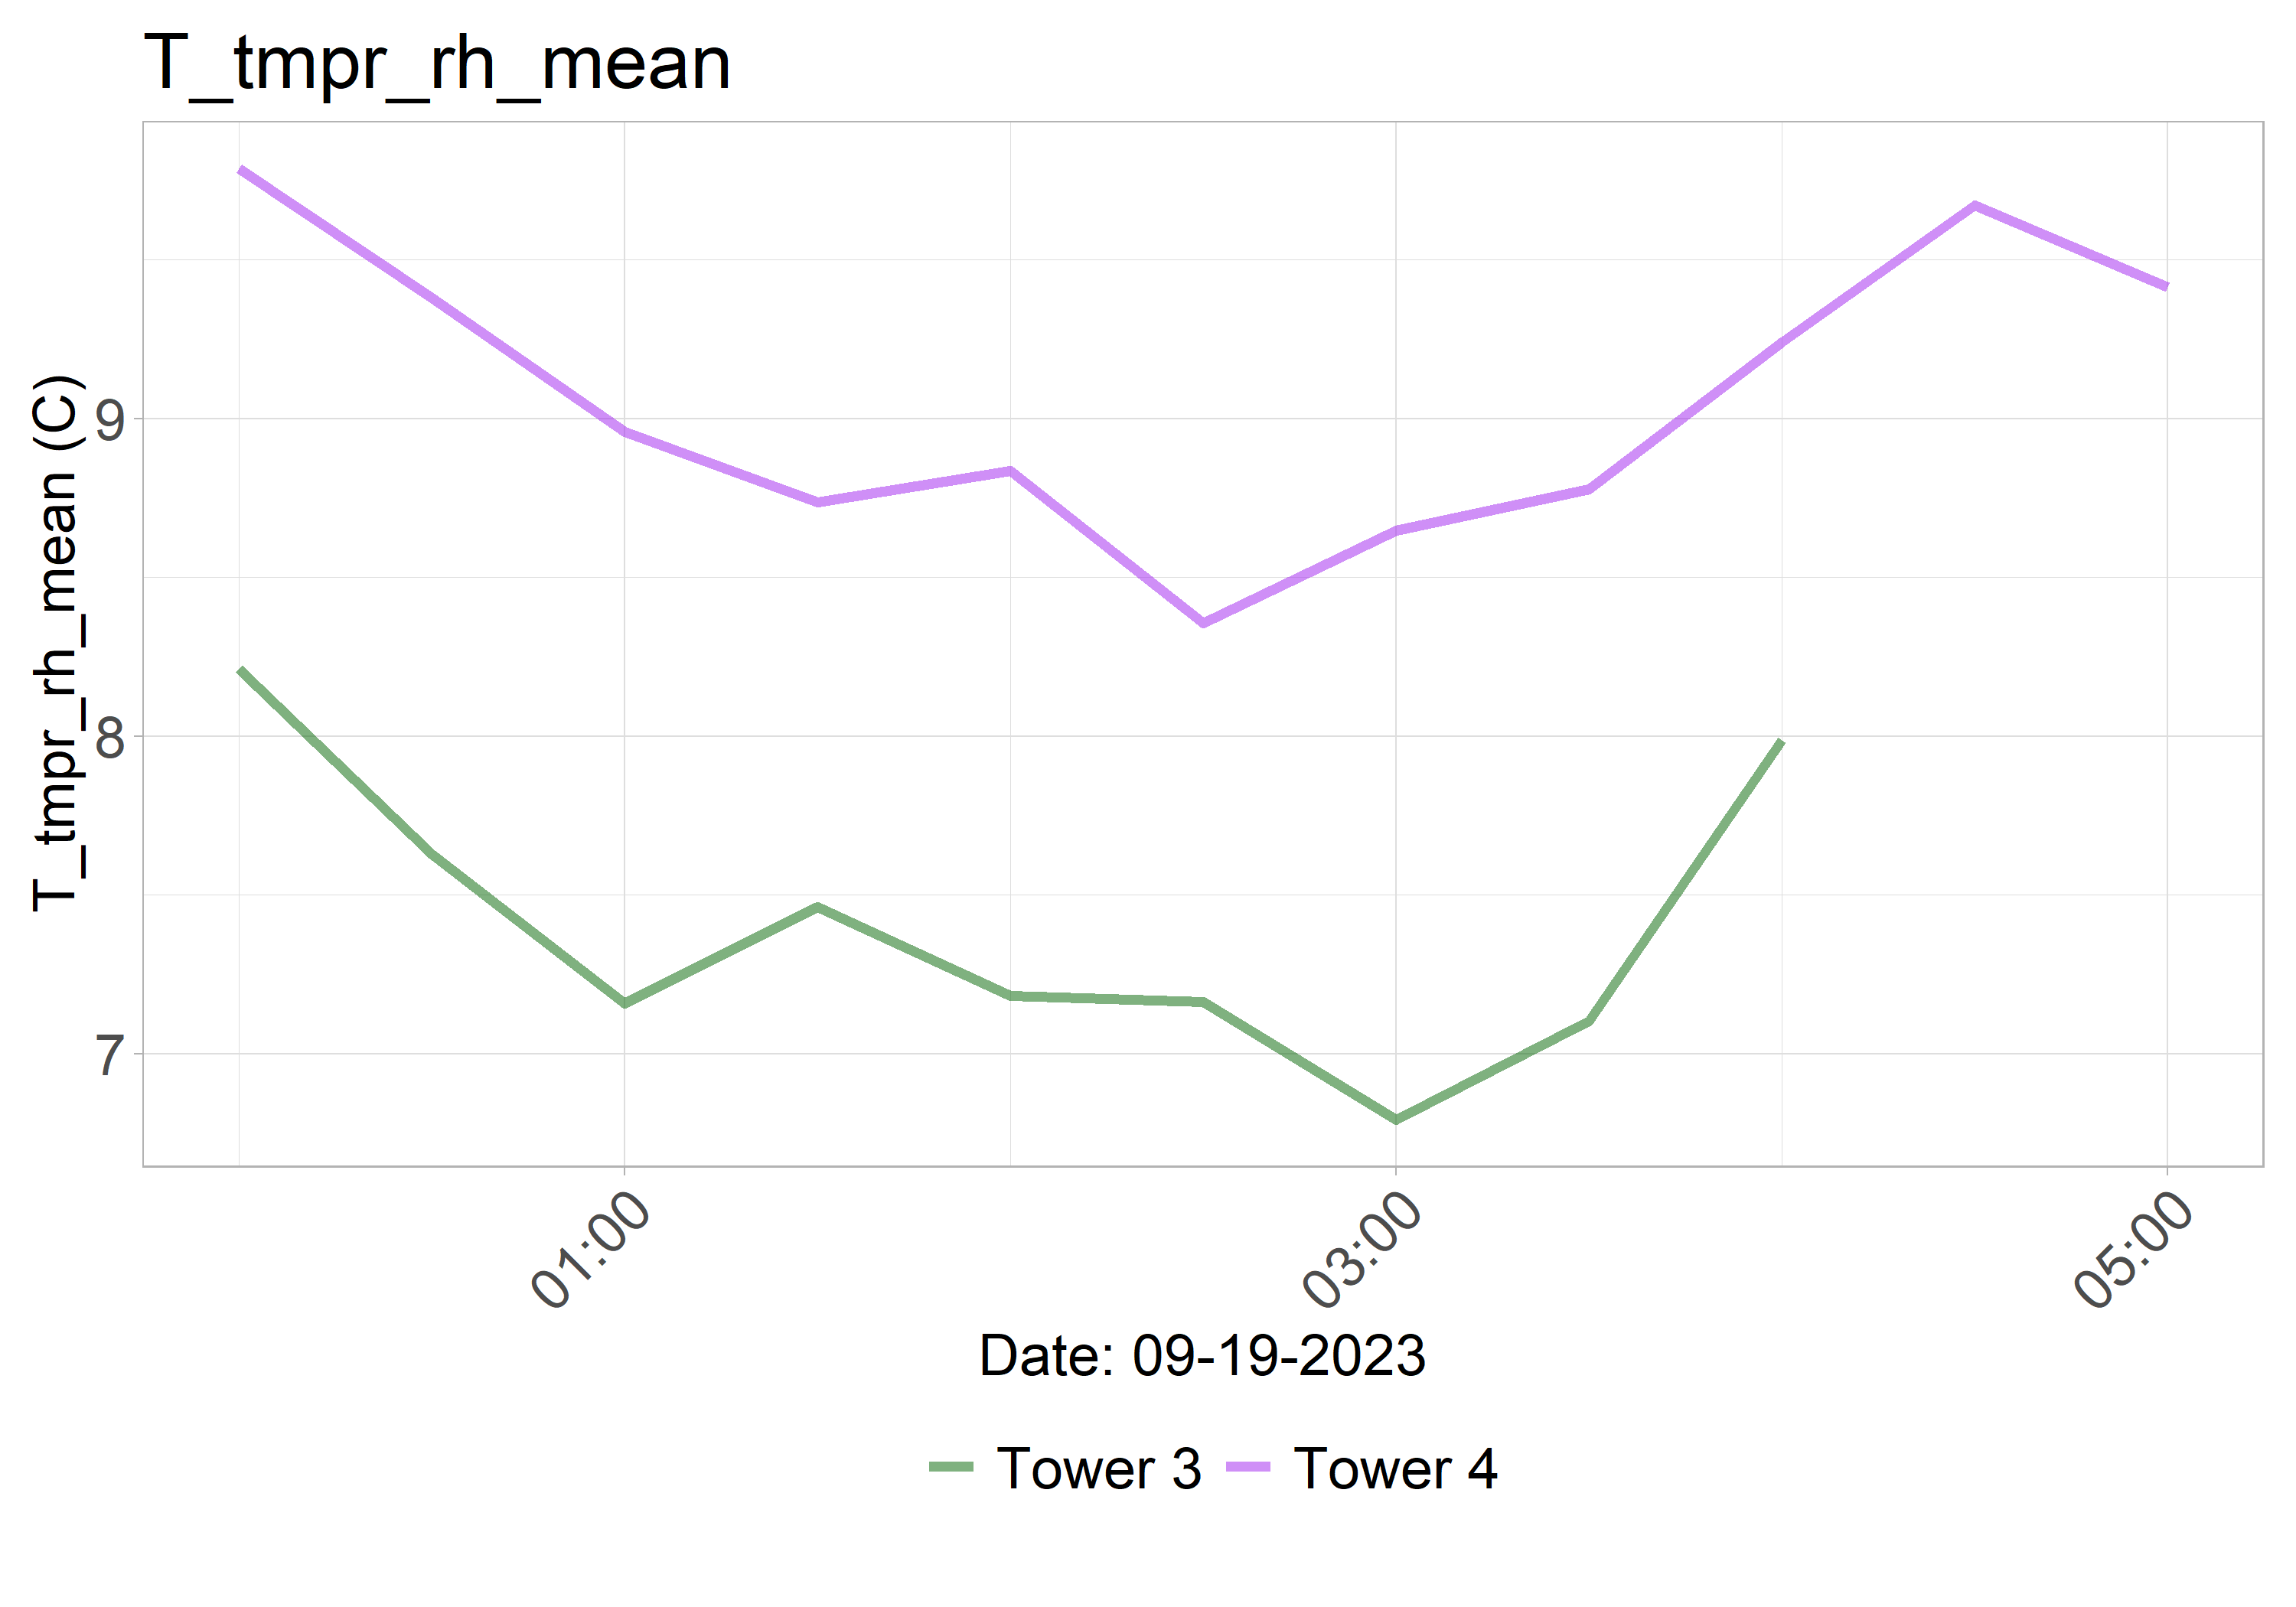 T_tmpr_rh_mean
T_tmpr_rh_mean (C)
9
8
7
01:00
03:00
05:00
Date: 09-19-2023
Tower 3
Tower 4